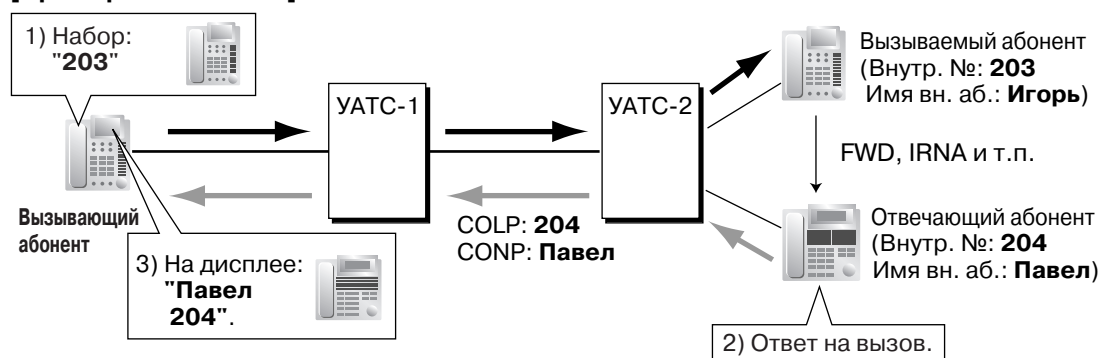 1) Набор:
"203"
Вызывающий
абонент
3) На дисплее:
"Павел
204".
УАТС-1
УАТС-2
COLP: 204
CONP: Павел
Вызываемый абонент
(Внутр. №: 203
Имя вн. аб.: Игорь)
FWD, IRNA и т.п.
Отвечающий абонент
(Внутр. №: 204
Имя вн. аб.: Павел)
2) Ответ на вызов.